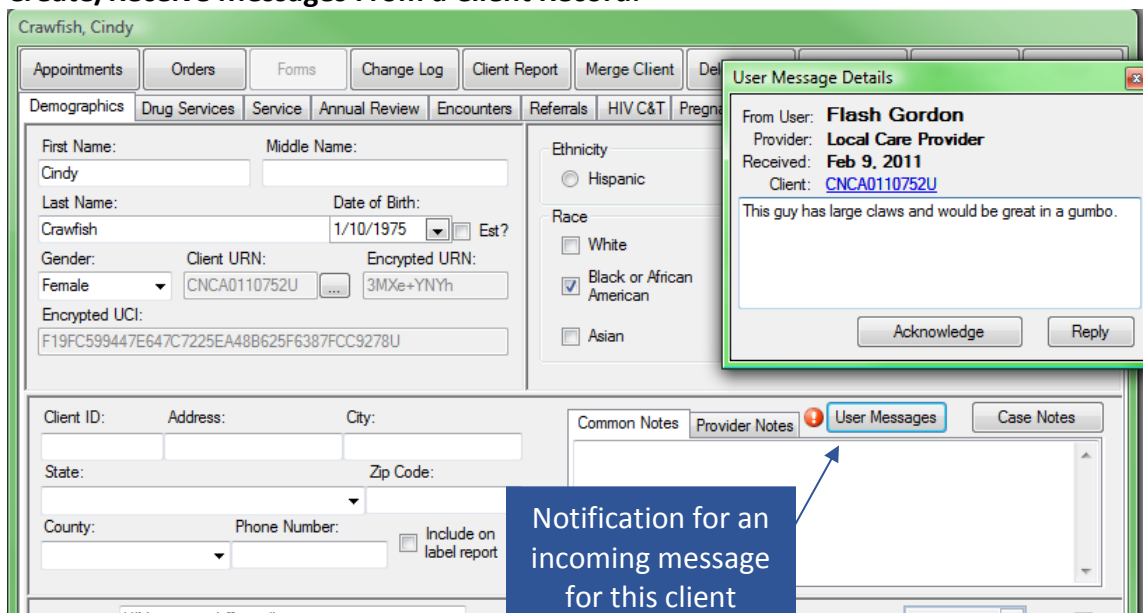 Create/Receive Messages From a Client Record:
Crawfish, Cindy
Appointments Orders Forms Change Log Client Report Merge Client Del
Demographics Drug Services Service Annual Review Encounters Referrals HIV C&T Pregna
First Name: Middle Name:
Cindy
Last Name: Date of Birth:
Crawfish 1/10/1975 Est?
Gender: Client URN: Encrypted URN:
Female CNCA0110752U ... 3MXe+YNYh
Encrypted UCI:
F19FC599447E647C7225EA48B625F6387FCC9278U
Ethnicity
Hispanic
Race
White
Black or African
American
Asian
User Message Details
From User: Flash Gordon
Provider: Local Care Provider
Received: Feb 9, 2011
Client: CNCA0110752U
This guy has large claws and would be great in a gumbo.
Acknowledge Reply
Client ID: Address: City:
State: Zip Code:
County: Phone Number: Include on
label report
Common Notes Provider Notes User Messages Case Notes
Notification for an
incoming message
for this client